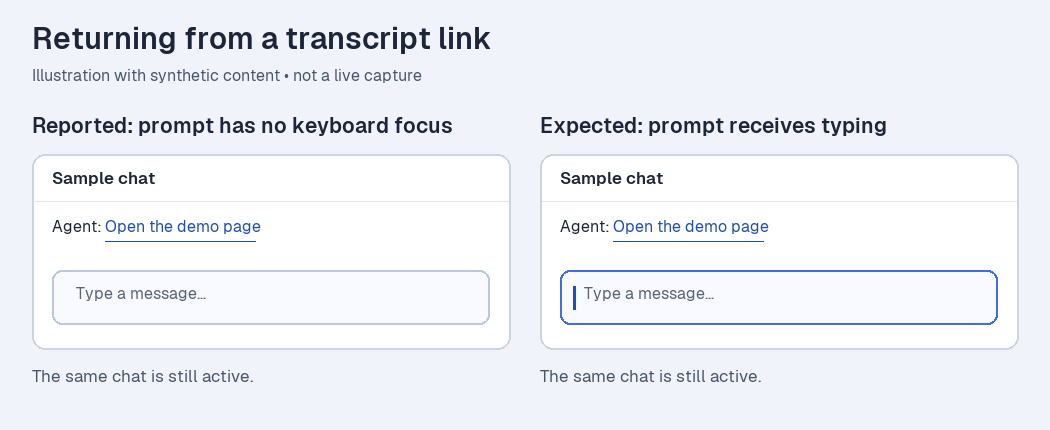 Returning from a transcript link
Illustration with synthetic content • not a live capture
Reported: prompt has no keyboard focus
Sample chat
Agent: Open the demo page
Type a message...
The same chat is still active.
Expected: prompt receives typing
Sample chat
Agent: Open the demo page
Type a message...
The same chat is still active.